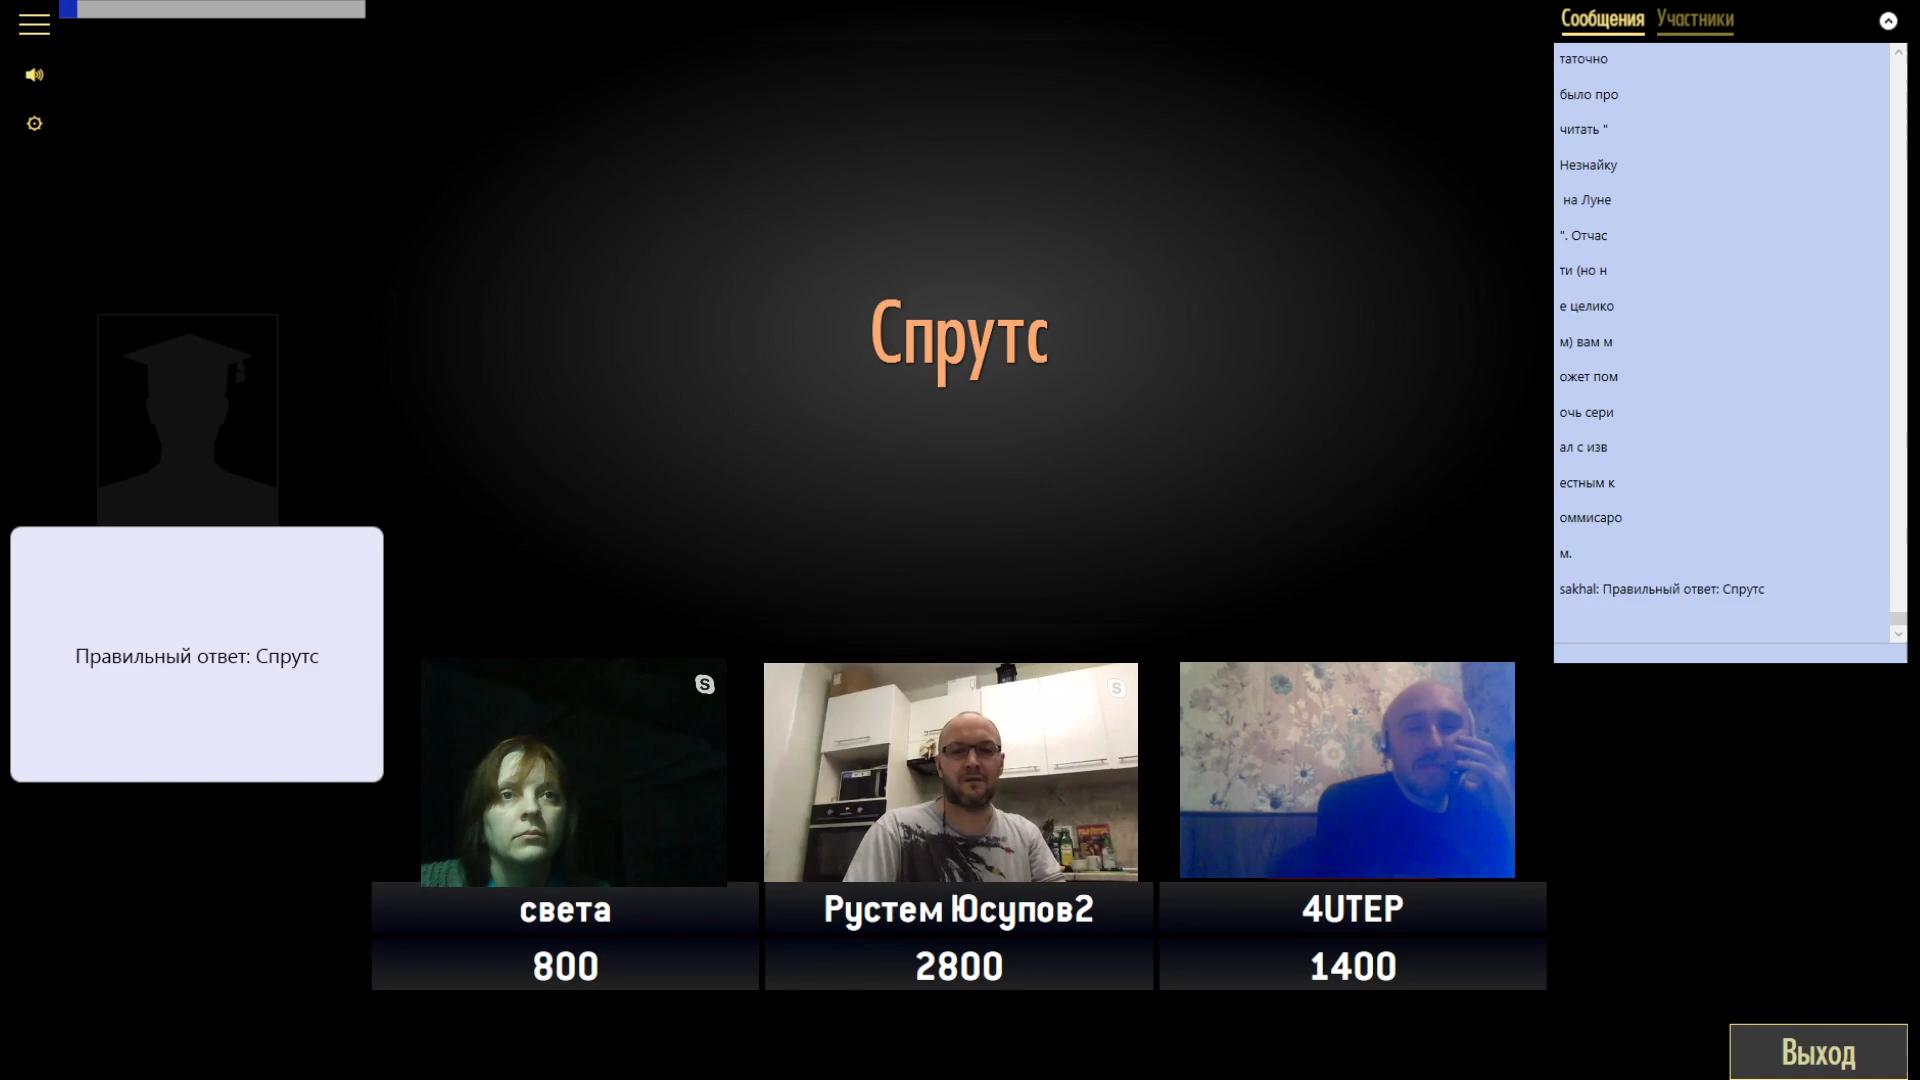 Сообщения Участники
таточно
было про
читать "
Незнайку
на Луне
". Отчас
ти (но н
е целико
м) вам м
ожет пом
очь сери
ал с изв
естным к
оммисаро
м.
sakhal: Правильный ответ: Спрутс
Спрутс
Правильный ответ: Спрутс
света
Рустем Юсупов2
4UTEP
800
2800
1400
Выход